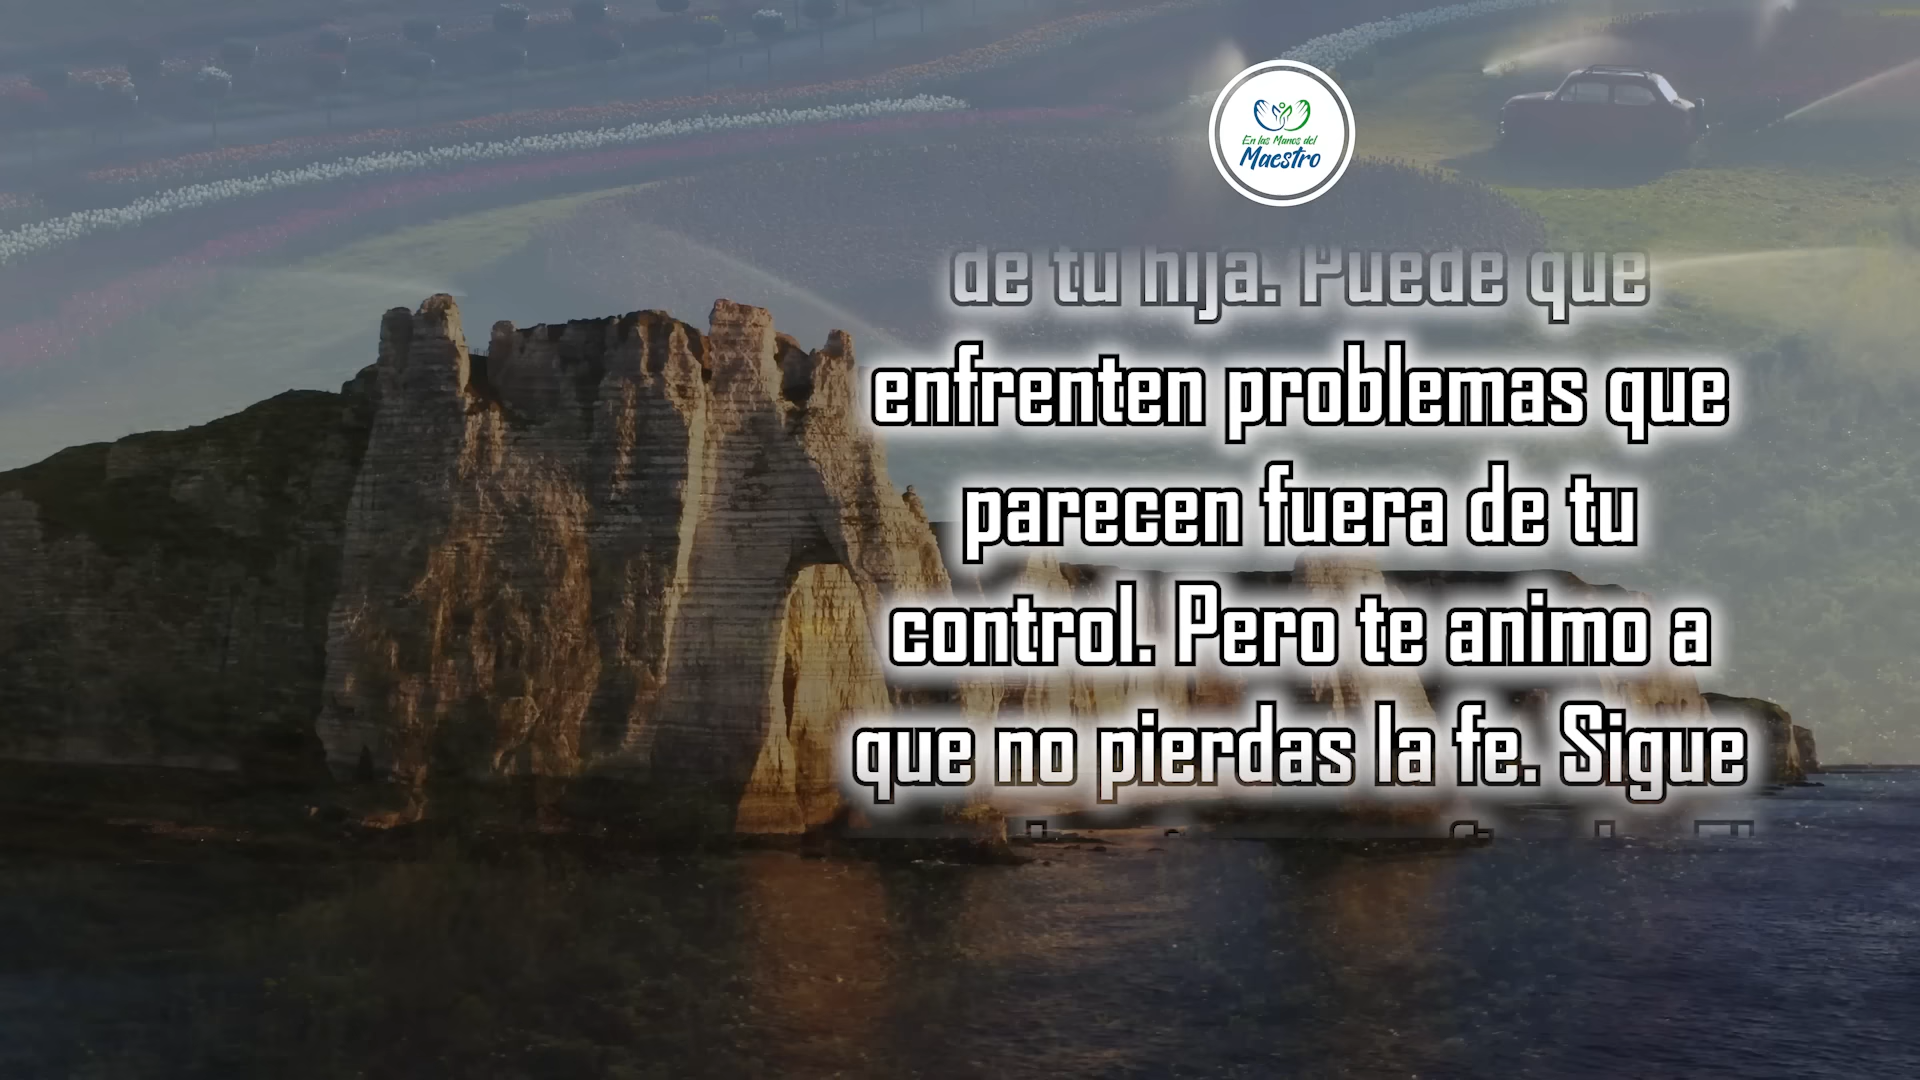 En las Manos del
Maestro
de tu hija. Puede que
enfrenten problemas que
parecen fuera de tu
control. Pero te animo a
que no pierdas la fe. Sigue